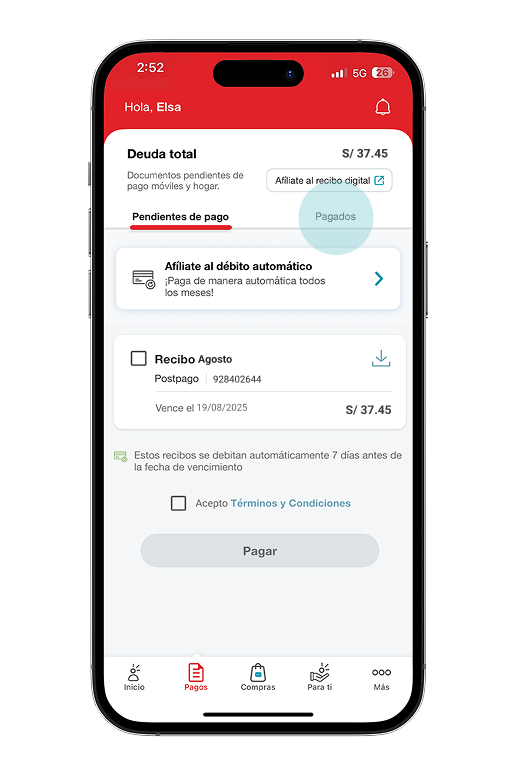 2:52
5G 26
Hola, Elsa
Deuda total
S/ 37.45
Documentos pendientes de
pago móviles y hogar.
Afíliate al recibo digital
Pendientes de pago
Pagados
Afíliate al débito automático
¡Paga de manera automática todos
los meses!
Recibo Agosto
Postpago 928402644
Vence el 19/08/2025
S/ 37.45
Estos recibos se debitan automáticamente 7 días antes de
la fecha de vencimiento
Acepto Términos y Condiciones
Pagar
Inicio
Pagos
Compras
Para ti
Más